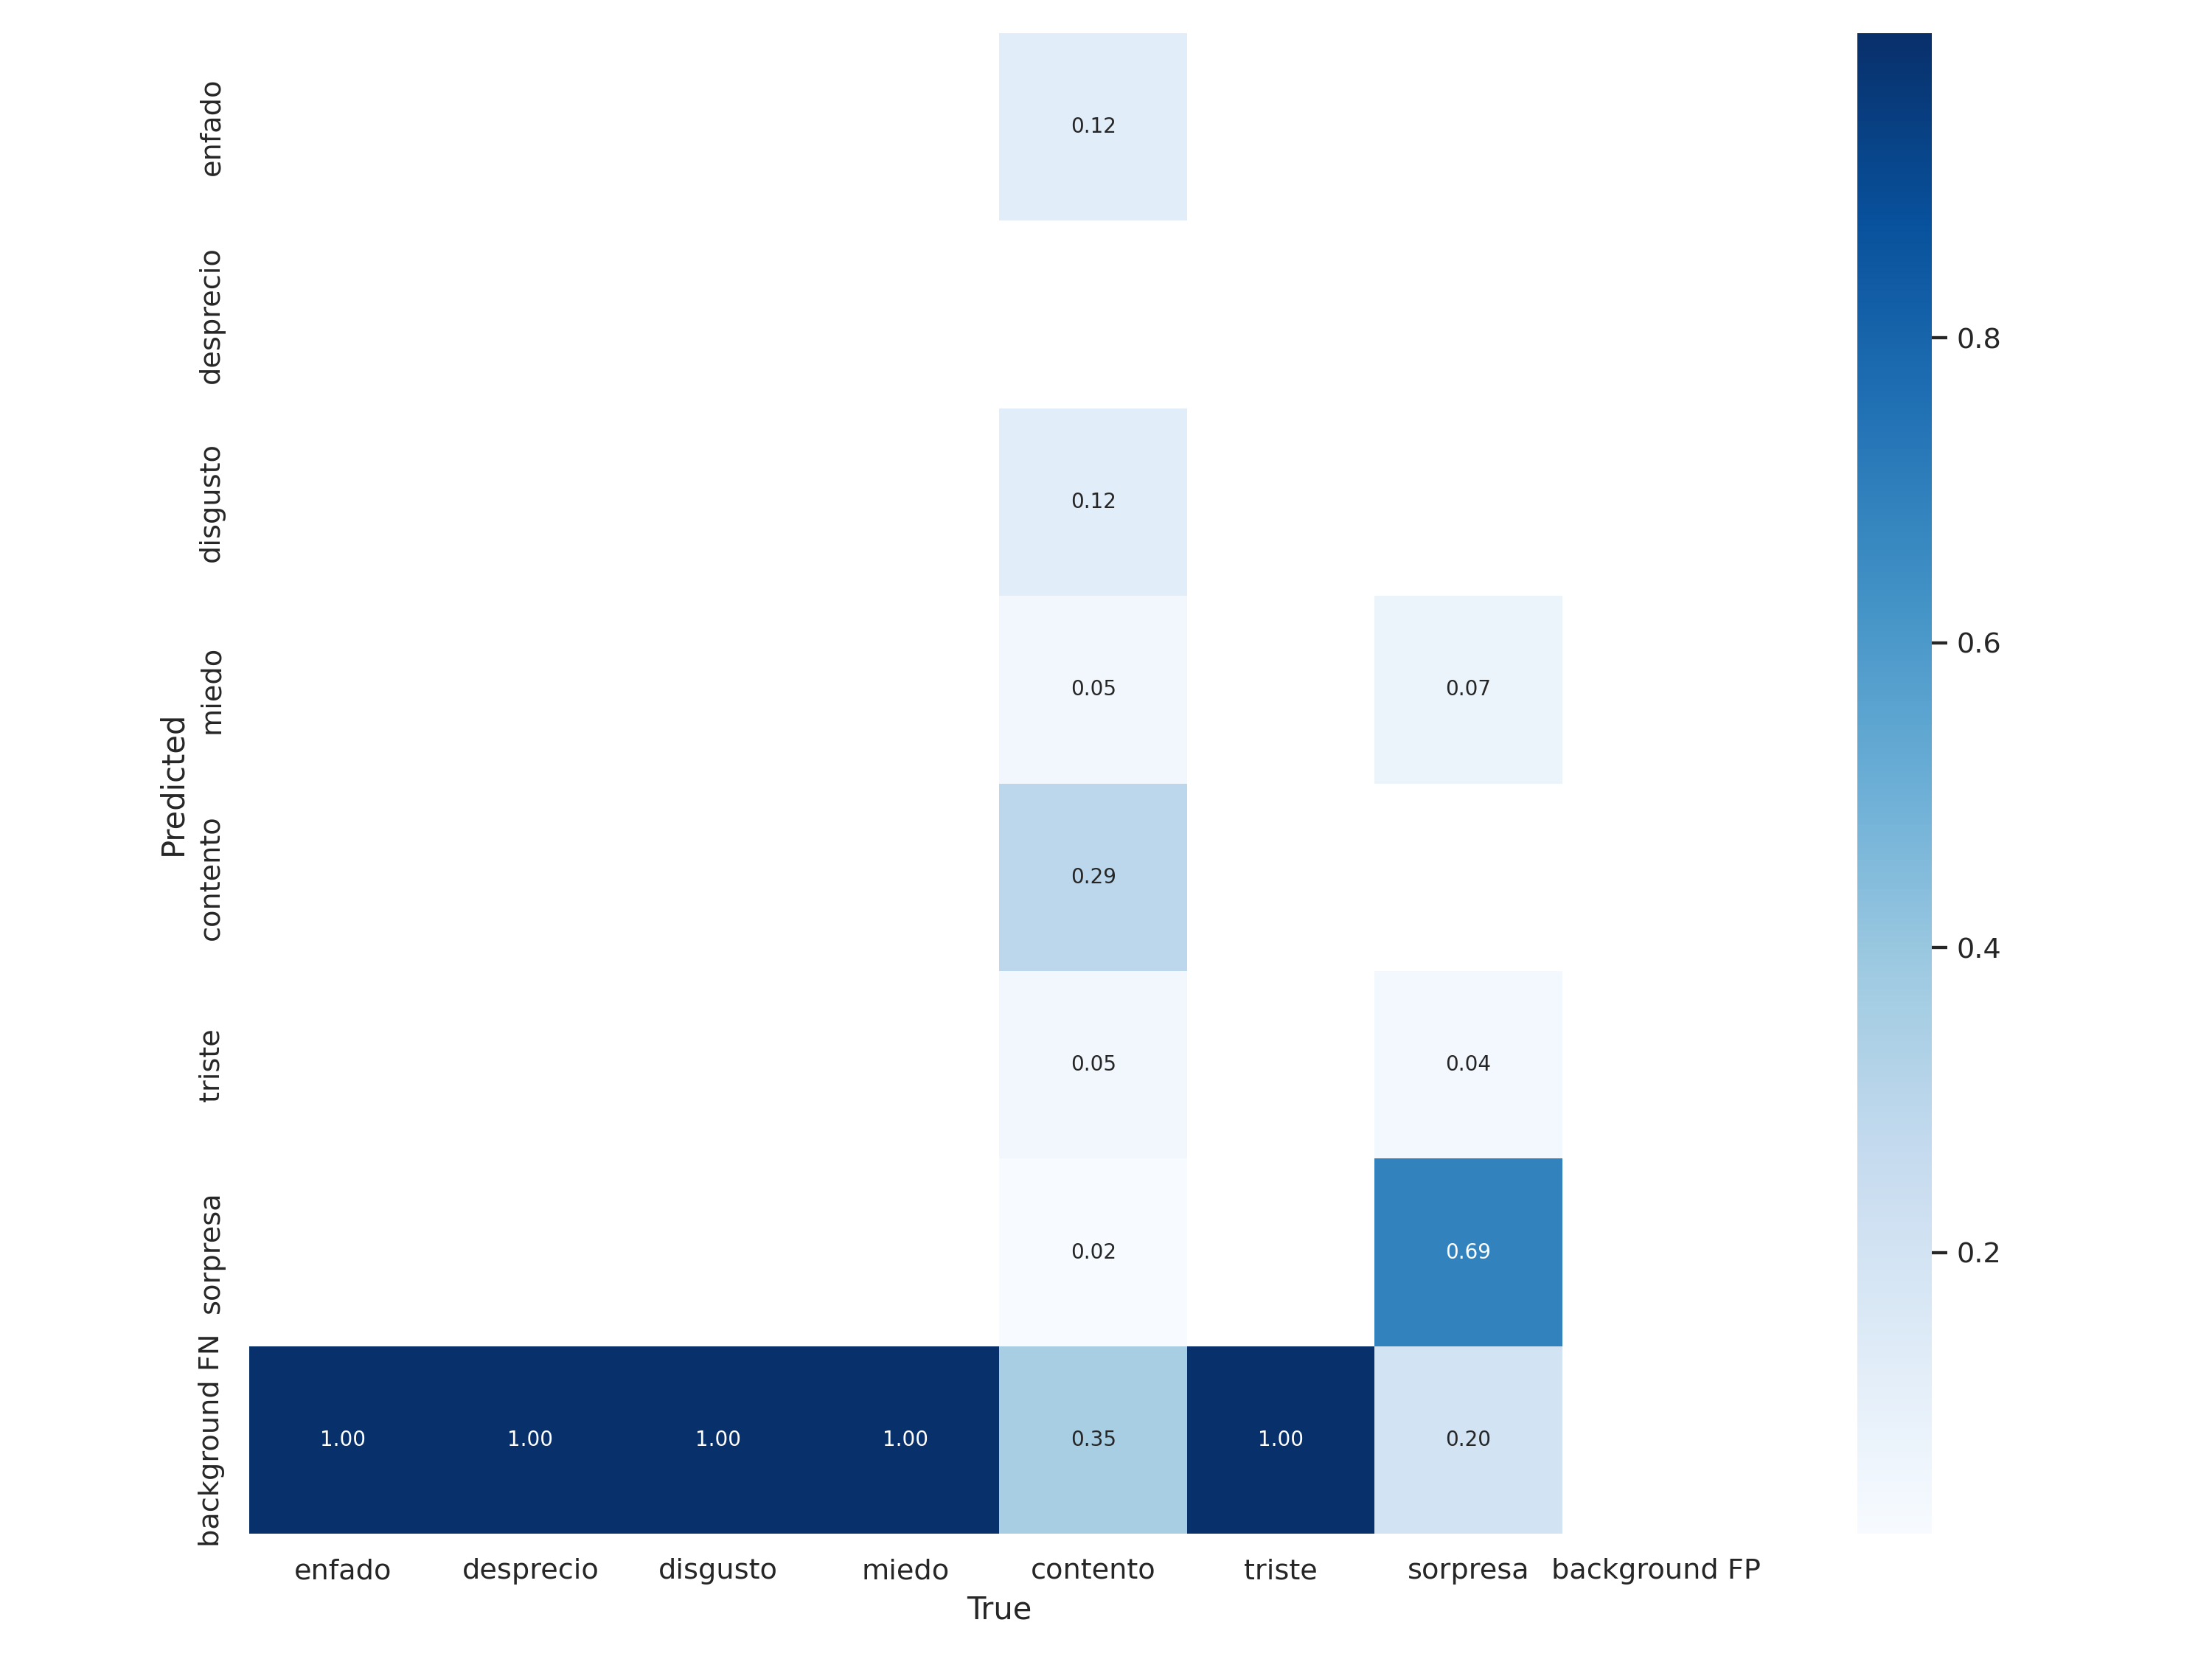 enfado
0.12
desprecio
disgusto
0.12
miedo
0.05
0.07
Predicted
contento
0.29
triste
0.05
0.04
sorpresa
0.02
0.69
background FN
1.00 1.00 1.00 1.00 0.35 1.00 0.20
enfado desprecio disgusto miedo contento triste sorpresa background FP
True
0.8
0.6
0.4
0.2